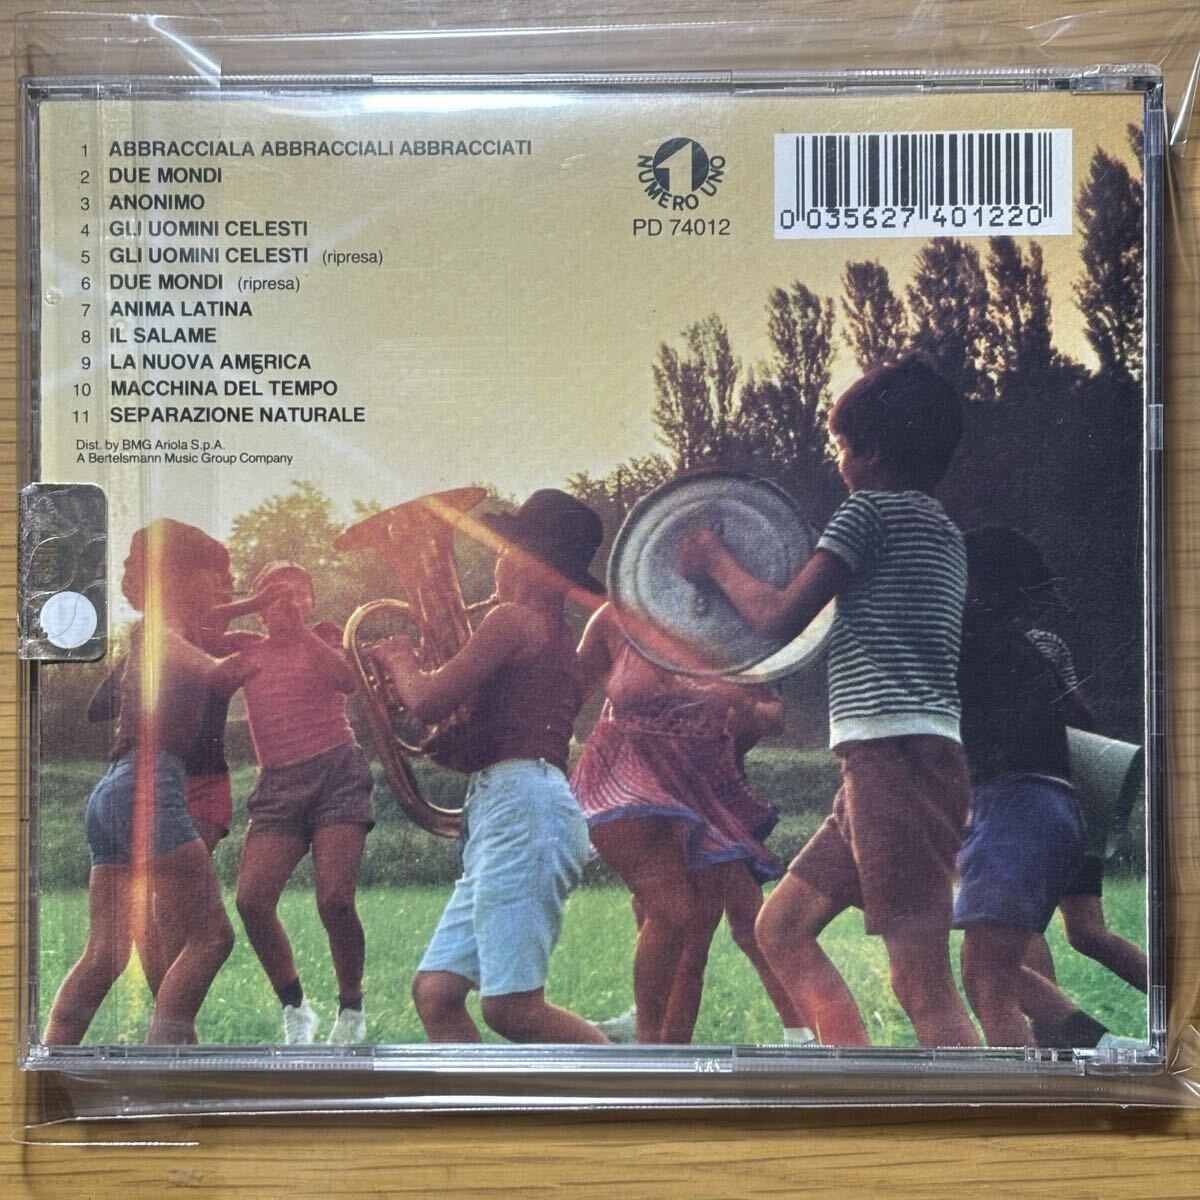 1 ABBRACCIALA ABBRACCIALI ABBRACCIATI
2 DUE MONDI
3 ANONIMO
4 GLI UOMINI CELESTI
5 GLI UOMINI CELESTI (ripresa)
6 DUE MONDI (ripresa)
7 ANIMA LATINA
8 IL SALAME
9 LA NUOVA AMERICA
10 MACCHINA DEL TEMPO
11 SEPARAZIONE NATURALE
Dist. by BMG Ariola S.p.A.
A Bertelsmann Music Group Company
1
NUMERO UNO
PD 74012
0 035627 401220